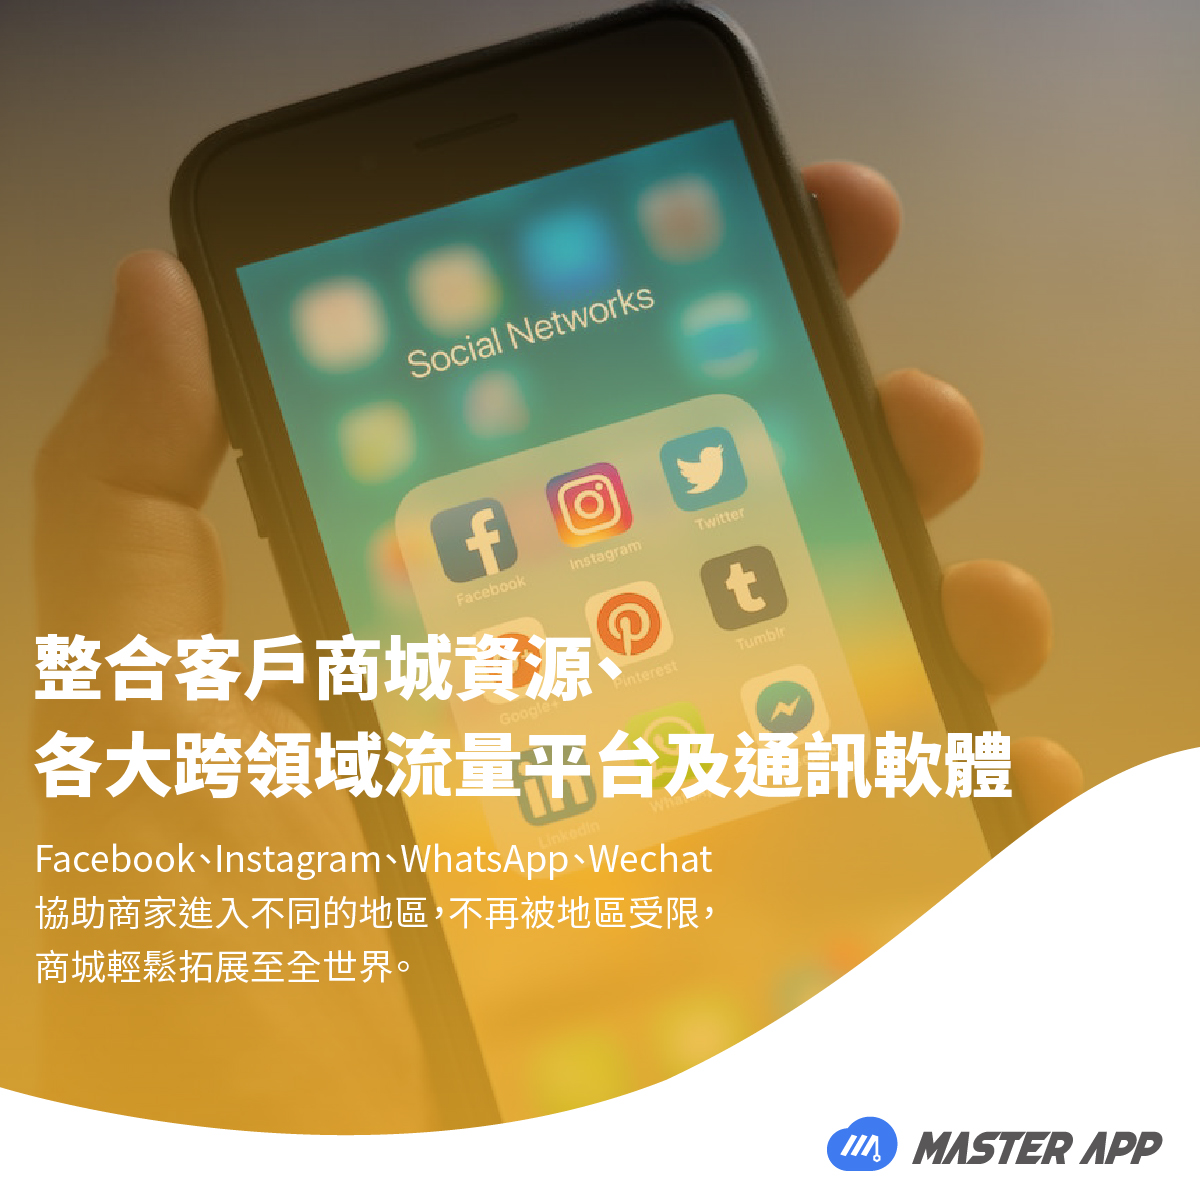 Social Networks
Facebook
Instagram
Twitter
Google+
Pinterest
Tumblr
LinkedIn
整合客戶商城資源、
各大跨領域流量平台及通訊軟體
Facebook、Instagram、WhatsApp、Wechat
協助商家進入不同的地區，不再被地區受限，
商城輕鬆拓展至全世界。
MASTER APP